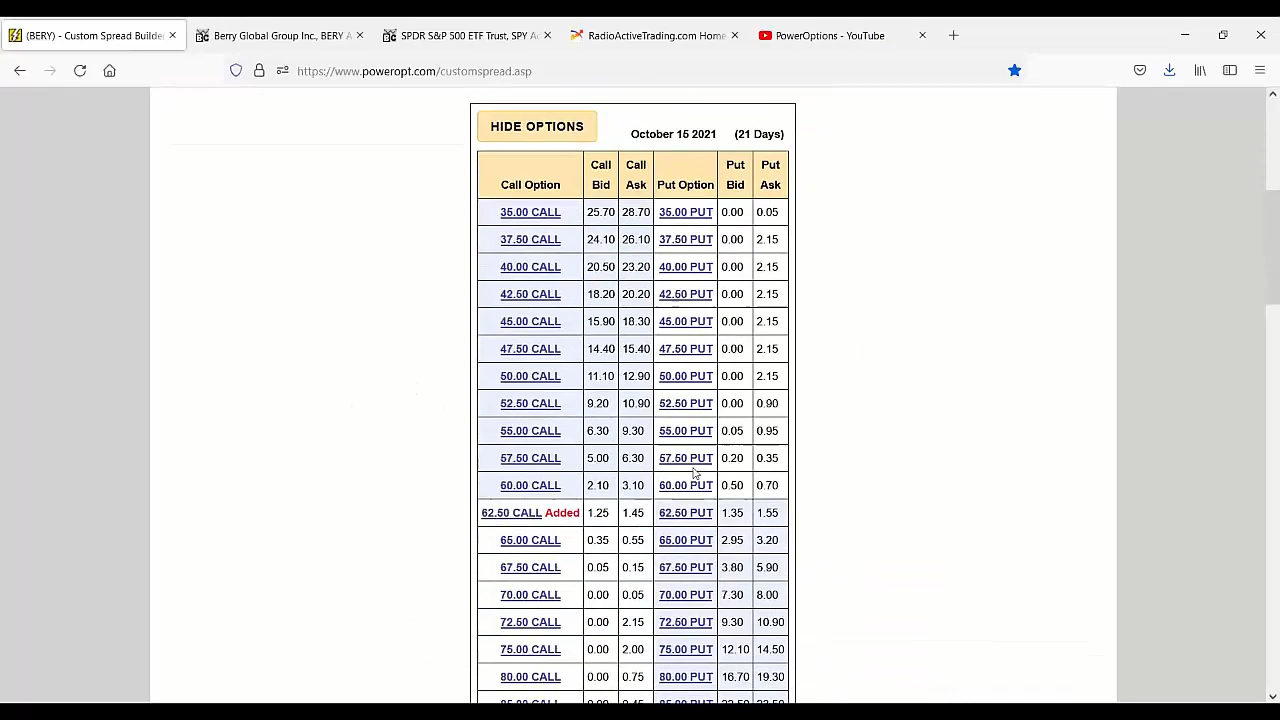 (BERY) - Custom Spread Builder
Berry Global Group Inc., BERY A
SPDR S&P 500 ETF Trust, SPY A
RadioActiveTrading.com Home
PowerOptions - YouTube
https://www.poweropt.com/customspread.asp
HIDE OPTIONS October 15 2021 (21 Days)
Call Option Call Bid Call Ask Put Option Put Bid Put Ask
35.00 CALL 25.70 28.70 35.00 PUT 0.00 0.05
37.50 CALL 24.10 26.10 37.50 PUT 0.00 2.15
40.00 CALL 20.50 23.20 40.00 PUT 0.00 2.15
42.50 CALL 18.20 20.20 42.50 PUT 0.00 2.15
45.00 CALL 15.90 18.30 45.00 PUT 0.00 2.15
47.50 CALL 14.40 15.40 47.50 PUT 0.00 2.15
50.00 CALL 11.10 12.90 50.00 PUT 0.00 2.15
52.50 CALL 9.20 10.90 52.50 PUT 0.00 0.90
55.00 CALL 6.30 9.30 55.00 PUT 0.05 0.95
57.50 CALL 5.00 6.30 57.50 PUT 0.20 0.35
60.00 CALL 2.10 3.10 60.00 PUT 0.50 0.70
62.50 CALL Added 1.25 1.45 62.50 PUT 1.35 1.55
65.00 CALL 0.35 0.55 65.00 PUT 2.95 3.20
67.50 CALL 0.05 0.15 67.50 PUT 3.80 5.90
70.00 CALL 0.00 0.05 70.00 PUT 7.30 8.00
72.50 CALL 0.00 2.15 72.50 PUT 9.30 10.90
75.00 CALL 0.00 2.00 75.00 PUT 12.10 14.50
80.00 CALL 0.00 0.75 80.00 PUT 16.70 19.30